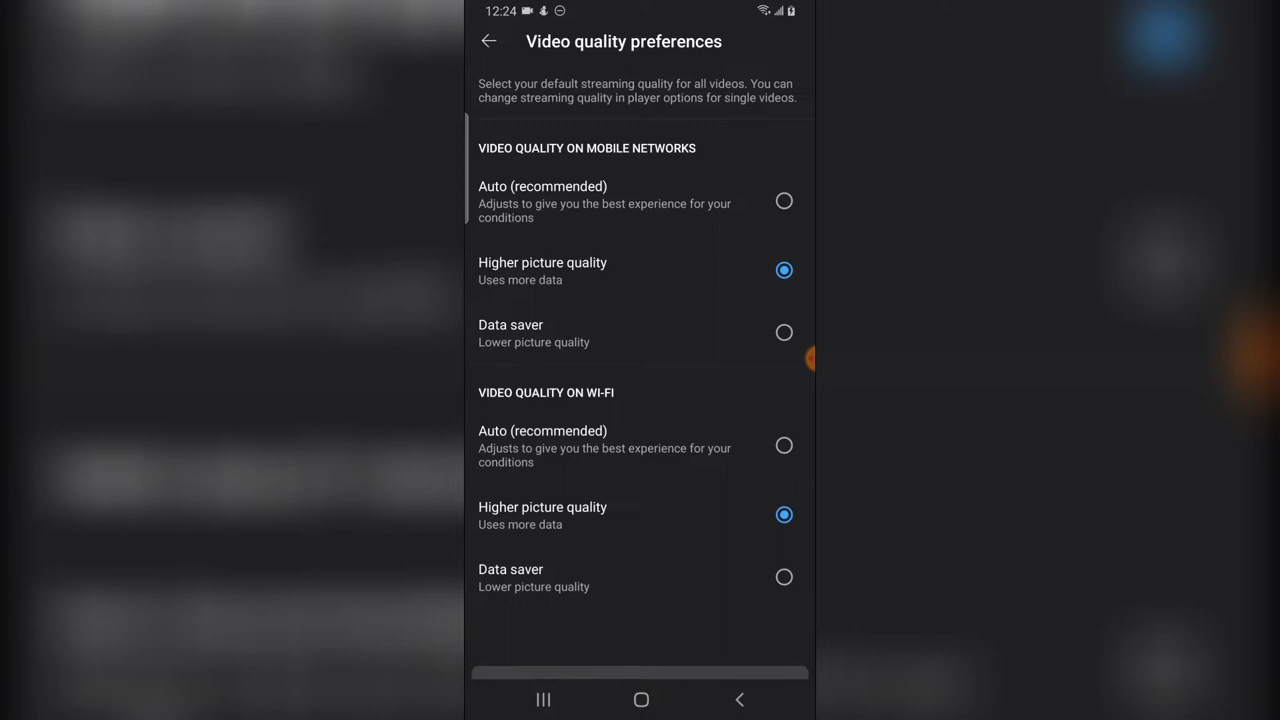 12:24
Video quality preferences
Select your default streaming quality for all videos. You can
change streaming quality in player options for single videos.
VIDEO QUALITY ON MOBILE NETWORKS
Auto (recommended)
Adjusts to give you the best experience for your
conditions
Higher picture quality
Uses more data
Data saver
Lower picture quality
VIDEO QUALITY ON WI-FI
Auto (recommended)
Adjusts to give you the best experience for your
conditions
Higher picture quality
Uses more data
Data saver
Lower picture quality